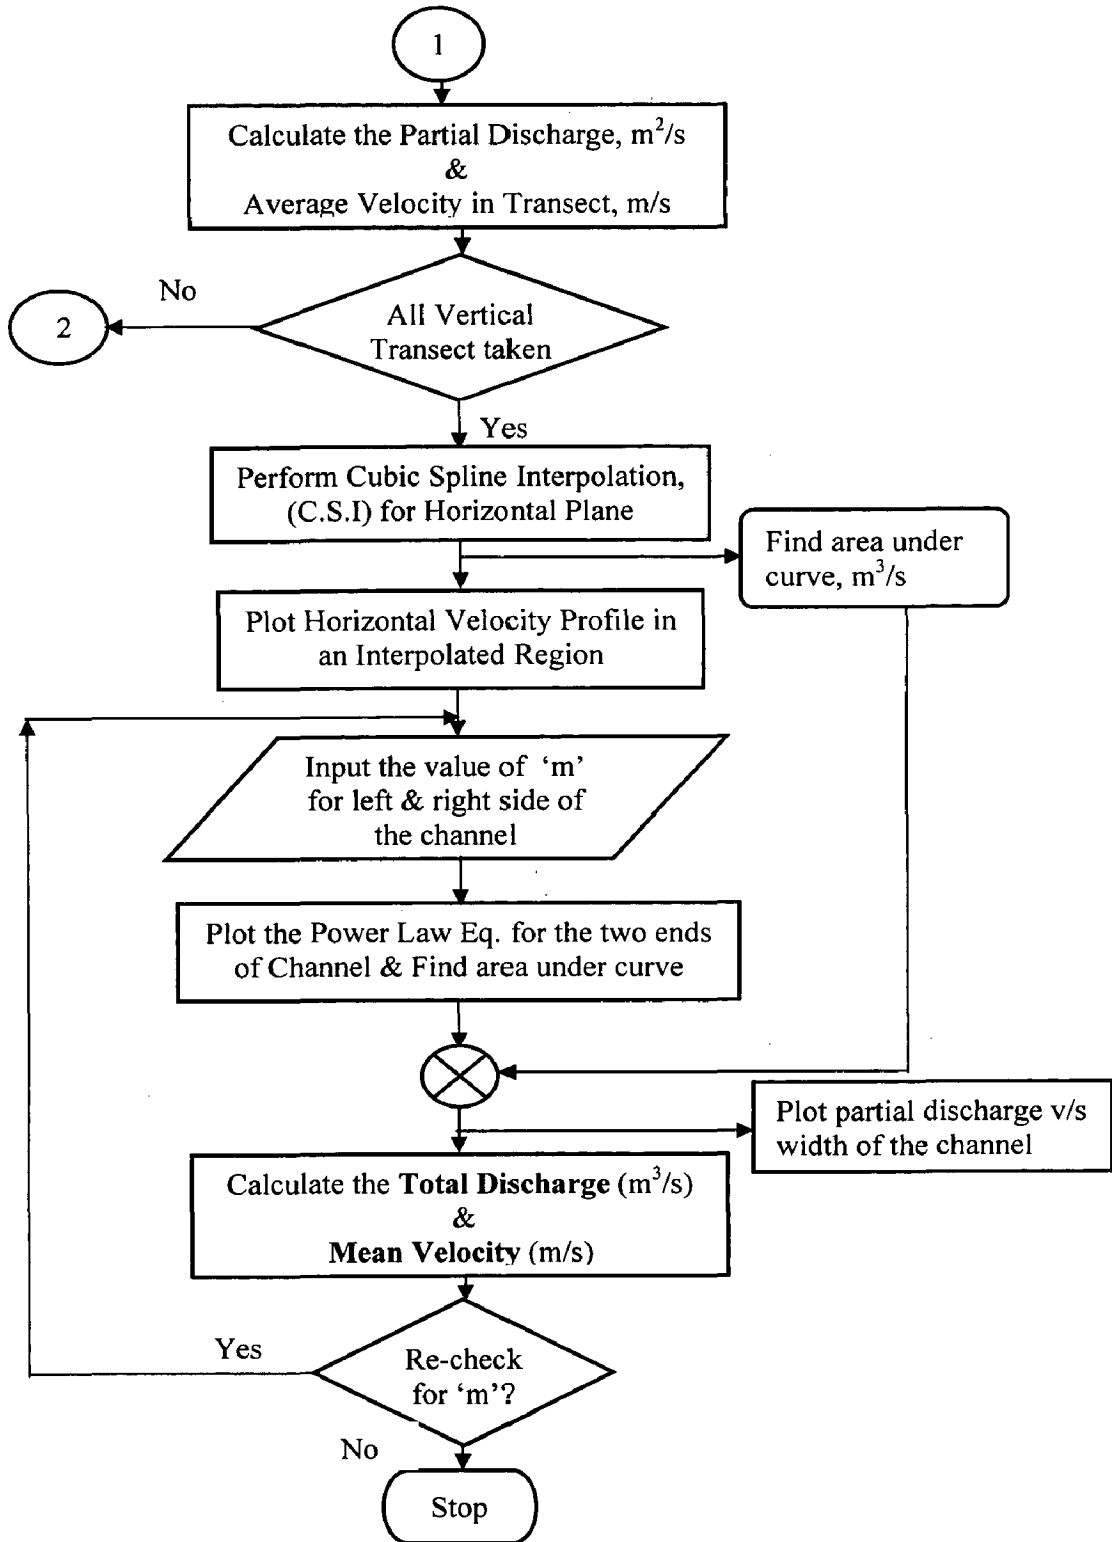 1
Calculate the Partial Discharge, m²/s
&
Average Velocity in Transect, m/s
No
2
All Vertical
Transect taken
Yes
Perform Cubic Spline Interpolation,
(C.S.I) for Horizontal Plane
Find area under
curve, m³/s
Plot Horizontal Velocity Profile in
an Interpolated Region
Input the value of ‘m’
for left & right side of
the channel
Plot the Power Law Eq. for the two ends
of Channel & Find area under curve
Plot partial discharge v/s
width of the channel
Calculate the Total Discharge (m³/s)
&
Mean Velocity (m/s)
Yes
Re-check
for ‘m’?
No
Stop